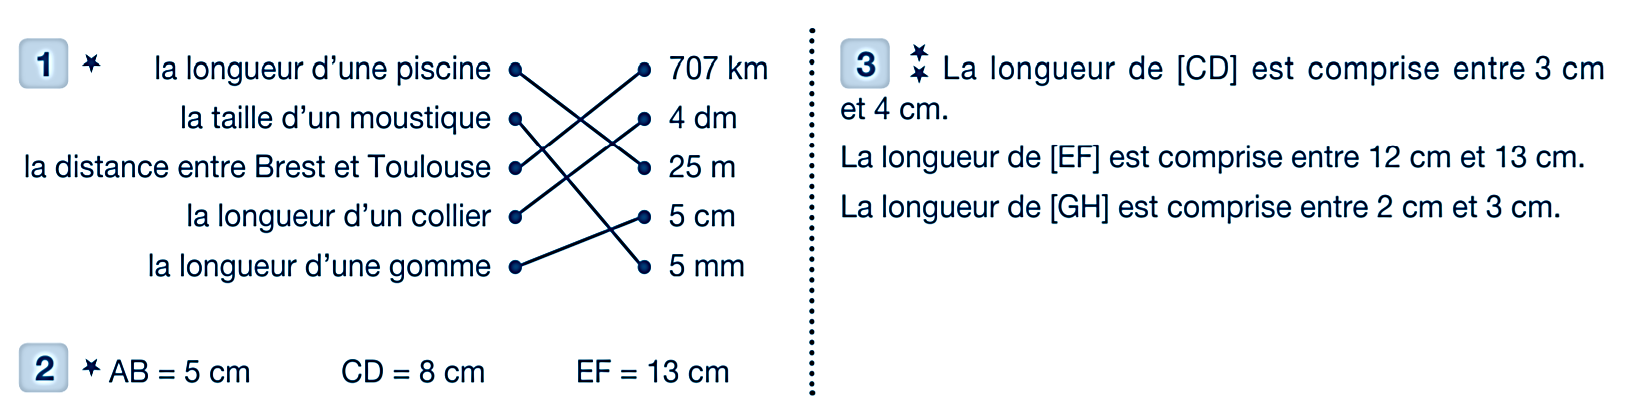 1 ★ la longueur d’une piscine 707 km
la taille d’un moustique 4 dm
la distance entre Brest et Toulouse 25 m
la longueur d’un collier 5 cm
la longueur d’une gomme 5 mm
2 ★ AB = 5 cm CD = 8 cm EF = 13 cm
3 ★★ La longueur de [CD] est comprise entre 3 cm
et 4 cm.
La longueur de [EF] est comprise entre 12 cm et 13 cm.
La longueur de [GH] est comprise entre 2 cm et 3 cm.